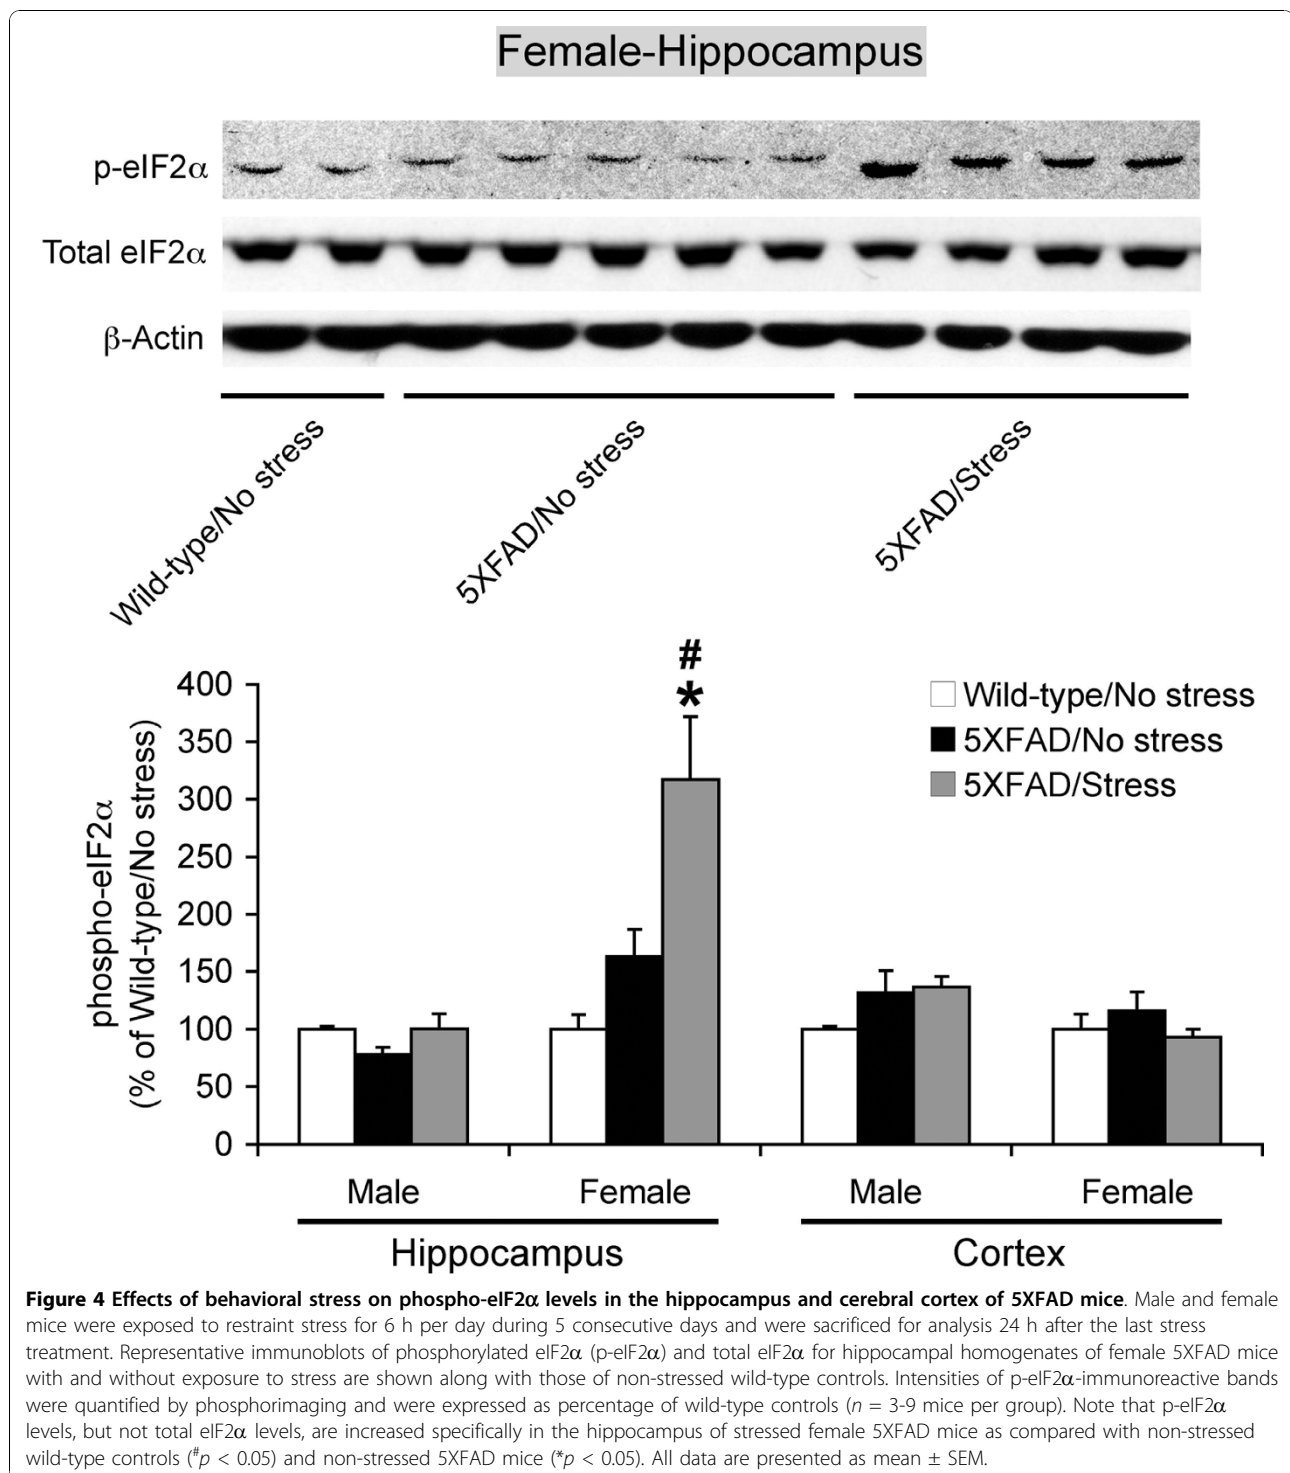 Female-Hippocampus
p-eIF2α
Total eIF2α
β-Actin
Wild-type/No stress
5XFAD/No stress
5XFAD/Stress
#
*
400
350
300
250
200
150
100
50
0
phospho-eIF2α
(% of Wild-type/No stress)
Wild-type/No stress
5XFAD/No stress
5XFAD/Stress
Male
Female
Male
Female
Hippocampus
Cortex
Figure 4 Effects of behavioral stress on phospho-eIF2α levels in the hippocampus and cerebral cortex of 5XFAD mice. Male and female
mice were exposed to restraint stress for 6 h per day during 5 consecutive days and were sacrificed for analysis 24 h after the last stress
treatment. Representative immunoblots of phosphorylated eIF2α (p-eIF2α) and total eIF2α for hippocampal homogenates of female 5XFAD mice
with and without exposure to stress are shown along with those of non-stressed wild-type controls. Intensities of p-eIF2α-immunoreactive bands
were quantified by phosphorimaging and were expressed as percentage of wild-type controls (n = 3-9 mice per group). Note that p-eIF2α
levels, but not total eIF2α levels, are increased specifically in the hippocampus of stressed female 5XFAD mice as compared with non-stressed
wild-type controls (#p < 0.05) and non-stressed 5XFAD mice (*p < 0.05). All data are presented as mean ± SEM.